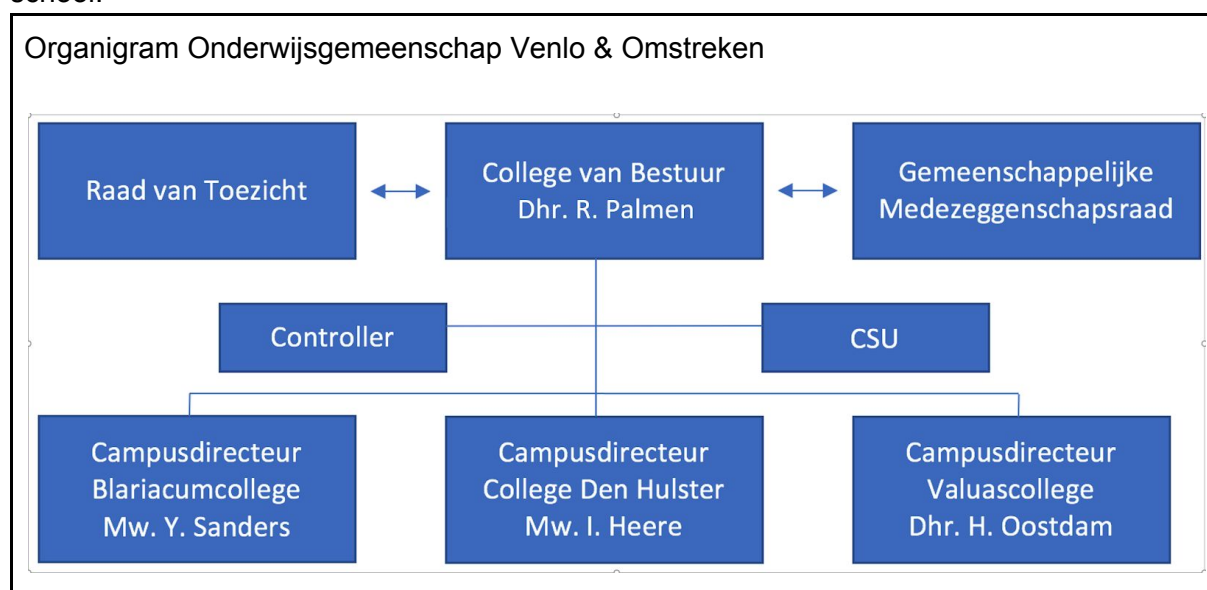 school.
Organigram Onderwijsgemeenschap Venlo & Omstreken
Raad van Toezicht
College van Bestuur
Dhr. R. Palmen
Gemeenschappelijke
Medezeggenschapsraad
Controller
CSU
Campusdirecteur
Blariacumcollege
Mw. Y. Sanders
Campusdirecteur
College Den Hulster
Mw. I. Heere
Campusdirecteur
Valuascollege
Dhr. H. Oostdam